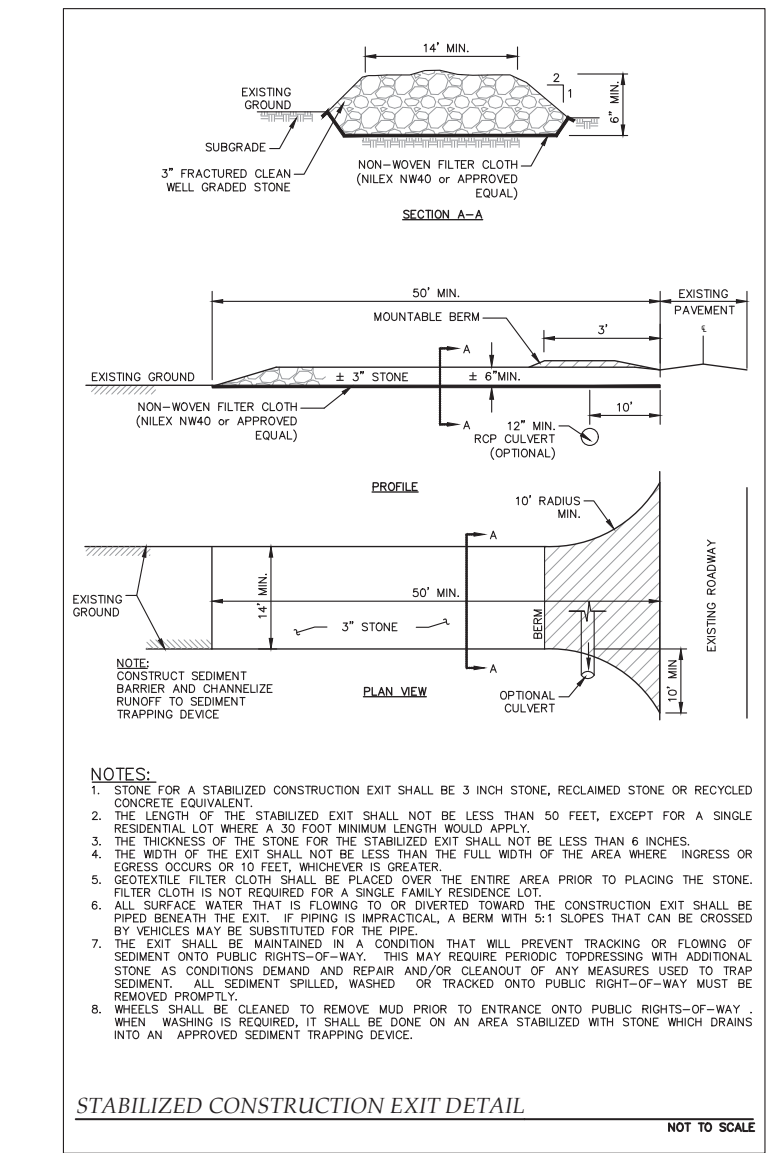 14' MIN.
2
1
6" MIN.
EXISTING
GROUND
SUBGRADE
3" FRACTURED CLEAN
WELL GRADED STONE
NON-WOVEN FILTER CLOTH
(NILEX NW40 or APPROVED
EQUAL)
SECTION A-A
50' MIN.
EXISTING
PAVEMENT
MOUNTABLE BERM
3'
℄
A
EXISTING GROUND
± 3" STONE
± 6"MIN.
NON-WOVEN FILTER CLOTH
(NILEX NW40 or APPROVED
EQUAL)
A
12" MIN.
RCP CULVERT
(OPTIONAL)
10'
PROFILE
10' RADIUS
MIN.
A
EXISTING
GROUND
14' MIN.
50' MIN.
3" STONE
BERM
EXISTING ROADWAY
A
10' MIN
NOTE:
CONSTRUCT SEDIMENT
BARRIER AND CHANNELIZE
RUNOFF TO SEDIMENT
TRAPPING DEVICE
PLAN VIEW
OPTIONAL
CULVERT
NOTES:
1. STONE FOR A STABILIZED CONSTRUCTION EXIT SHALL BE 3 INCH STONE, RECLAIMED STONE OR RECYCLED
CONCRETE EQUIVALENT.
2. THE LENGTH OF THE STABILIZED EXIT SHALL NOT BE LESS THAN 50 FEET, EXCEPT FOR A SINGLE
RESIDENTIAL LOT WHERE A 30 FOOT MINIMUM LENGTH WOULD APPLY.
3. THE THICKNESS OF THE STONE FOR THE STABILIZED EXIT SHALL NOT BE LESS THAN 6 INCHES.
4. THE WIDTH OF THE EXIT SHALL NOT BE LESS THAN THE FULL WIDTH OF THE AREA WHERE INGRESS OR
EGRESS OCCURS OR 10 FEET, WHICHEVER IS GREATER.
5. GEOTEXTILE FILTER CLOTH SHALL BE PLACED OVER THE ENTIRE AREA PRIOR TO PLACING THE STONE.
FILTER CLOTH IS NOT REQUIRED FOR A SINGLE FAMILY RESIDENCE LOT.
6. ALL SURFACE WATER THAT IS FLOWING TO OR DIVERTED TOWARD THE CONSTRUCTION EXIT SHALL BE
PIPED BENEATH THE EXIT. IF PIPING IS IMPRACTICAL, A BERM WITH 5:1 SLOPES THAT CAN BE CROSSED
BY VEHICLES MAY BE SUBSTITUTED FOR THE PIPE.
7. THE EXIT SHALL BE MAINTAINED IN A CONDITION THAT WILL PREVENT TRACKING OR FLOWING OF
SEDIMENT ONTO PUBLIC RIGHTS-OF-WAY. THIS MAY REQUIRE PERIODIC TOPDRESSING WITH ADDITIONAL
STONE AS CONDITIONS DEMAND AND REPAIR AND/OR CLEANOUT OF ANY MEASURES USED TO TRAP
SEDIMENT. ALL SEDIMENT SPILLED, WASHED OR TRACKED ONTO PUBLIC RIGHT-OF-WAY MUST BE
REMOVED PROMPTLY.
8. WHEELS SHALL BE CLEANED TO REMOVE MUD PRIOR TO ENTRANCE ONTO PUBLIC RIGHTS-OF-WAY .
WHEN WASHING IS REQUIRED, IT SHALL BE DONE ON AN AREA STABILIZED WITH STONE WHICH DRAINS
INTO AN APPROVED SEDIMENT TRAPPING DEVICE.
STABILIZED CONSTRUCTION EXIT DETAIL
NOT TO SCALE